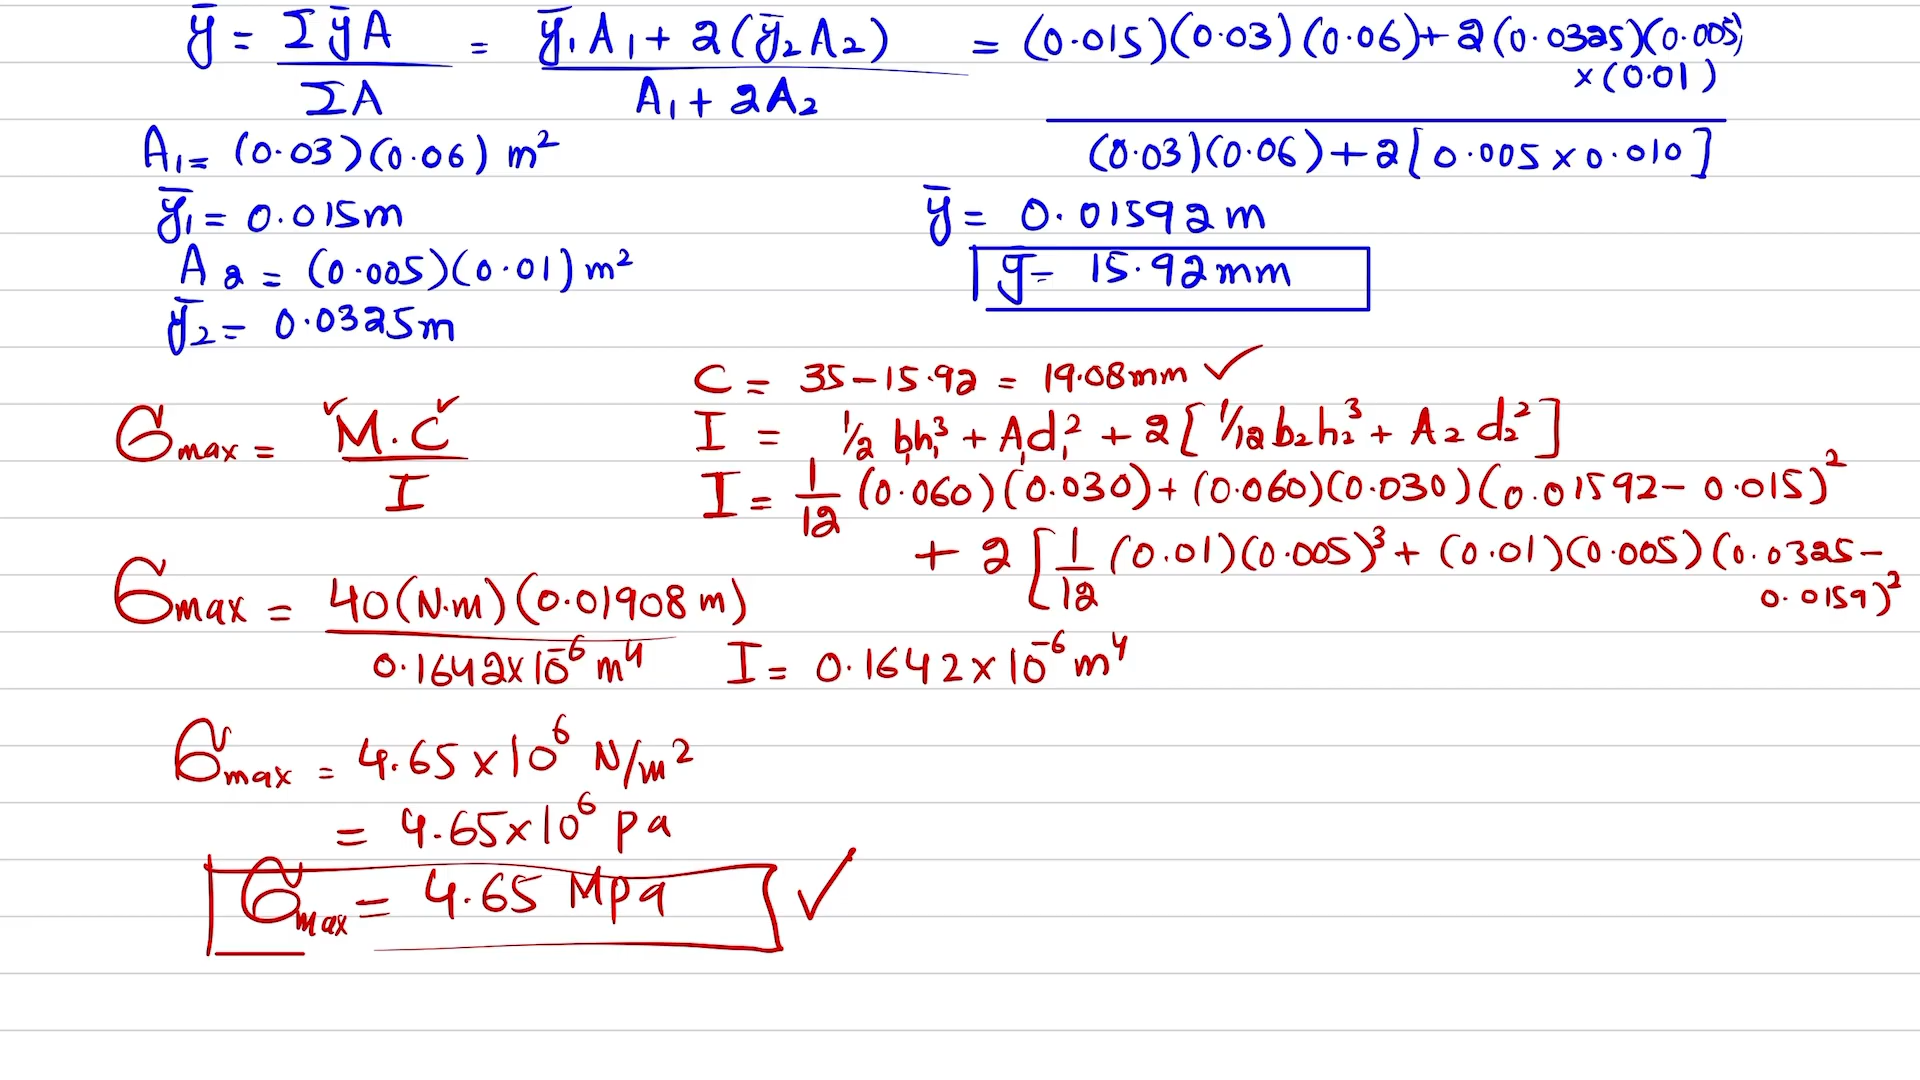 ȳ = ΣȳA / ΣA = ȳ₁A₁ + 2(ȳ₂A₂) / A₁ + 2A₂ = (0.015)(0.03)(0.06) + 2(0.0325)(0.005) × (0.01) / (0.03)(0.06) + 2[0.005 × 0.010]
A₁ = (0.03)(0.06) m²
ȳ₁ = 0.015m
ȳ = 0.01592m
A₂ = (0.005)(0.01) m²
ȳ = 15.92mm
ȳ₂ = 0.0325m
C = 35 – 15.92 = 19.08mm ✓
σmax = M.C / I
I = 1/2 b₁h₁³ + A₁d₁² + 2[1/12 b₂h₂³ + A₂d₂²]
I = 1/12 (0.060)(0.030) + (0.060)(0.030)(0.01592 – 0.015)²
+ 2[1/12 (0.01)(0.005)³ + (0.01)(0.005)(0.0325 –
0.0159)²
σmax = 40(N.m)(0.01908m) / 0.1642×10⁻⁶ m⁴
I = 0.1642×10⁻⁶ m⁴
σmax = 4.65×10⁶ N/m²
= 4.65×10⁶ pa
σmax = 4.65 Mpa ✓